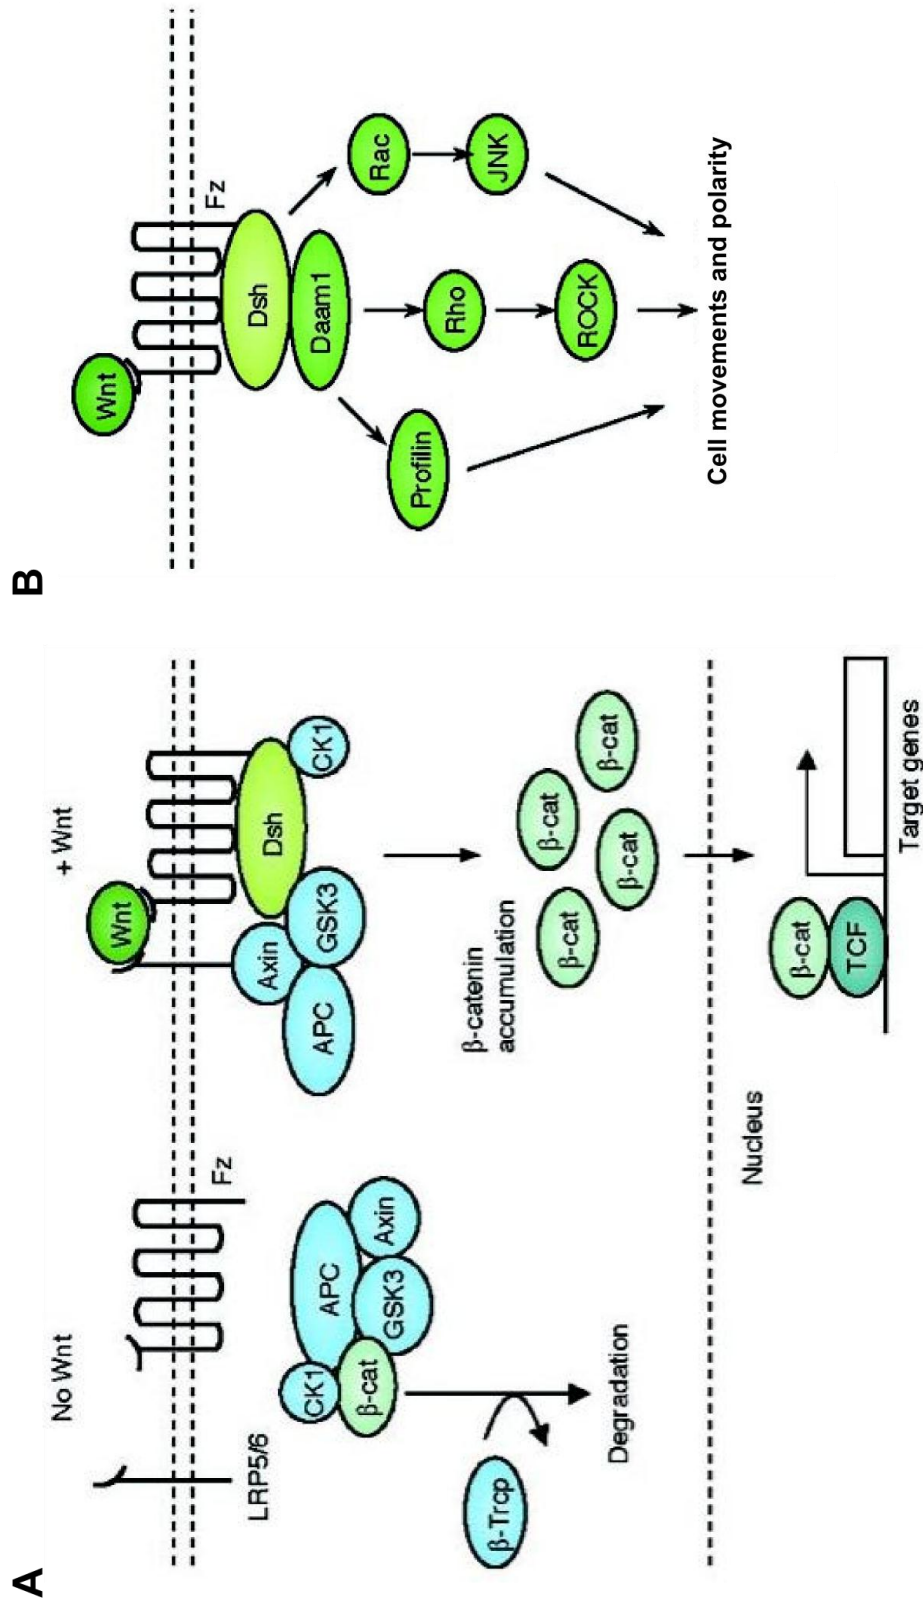 A
No Wnt
+ Wnt
LRP5/6
Fz
CK1
β-cat
APC
GSK3
Axin
β-Trcp
Degradation
Wnt
Axin
APC
GSK3
Dsh
CK1
β-catenin
accumulation
β-cat
β-cat
β-cat
β-cat
Nucleus
β-cat
TCF
Target genes
B
Wnt
Fz
Dsh
Daam1
Profilin
Rho
ROCK
Rac
JNK
Cell movements and polarity